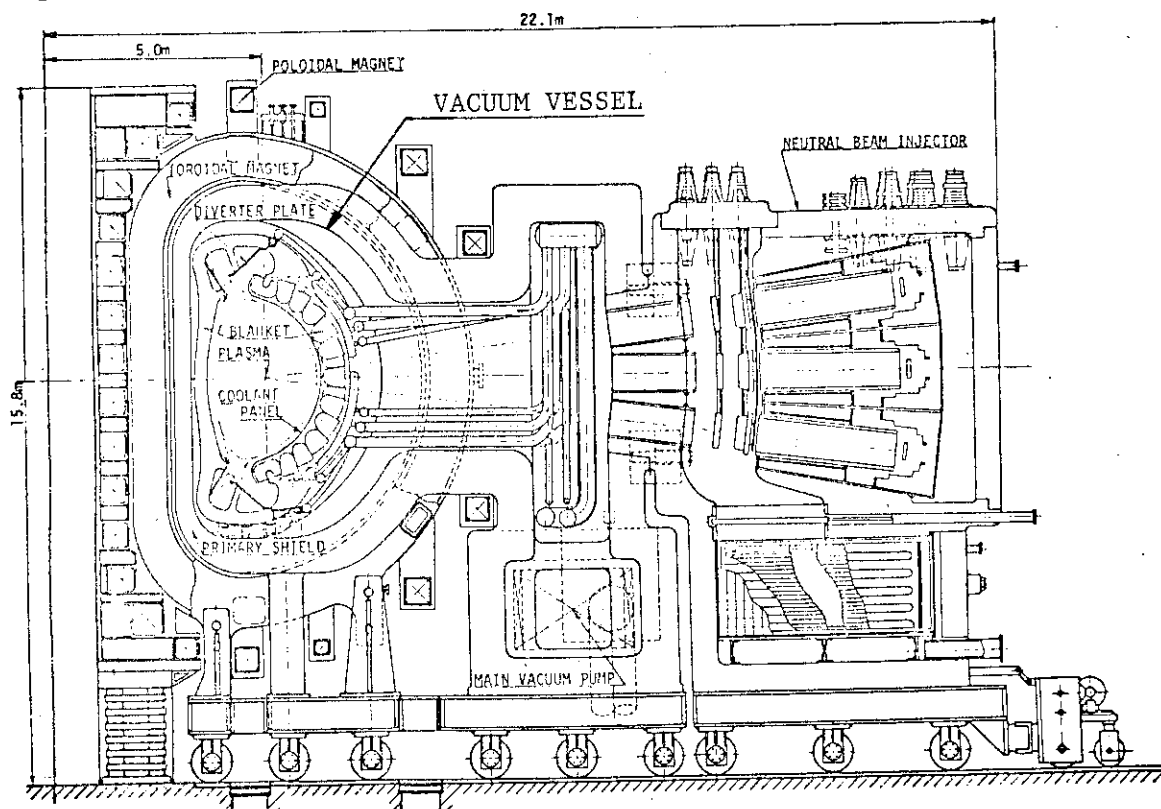 22.1m
5.0m
POLOIDAL MAGNET
VACUUM VESSEL
NEUTRAL BEAM INJECTOR
TOROIDAL MAGNET
DIVERTER PLATE
BLANKET
PLASMA
15.8m
COOLANT
PANEL
PRIMARY SHIELD
MAIN VACUUM PUMP